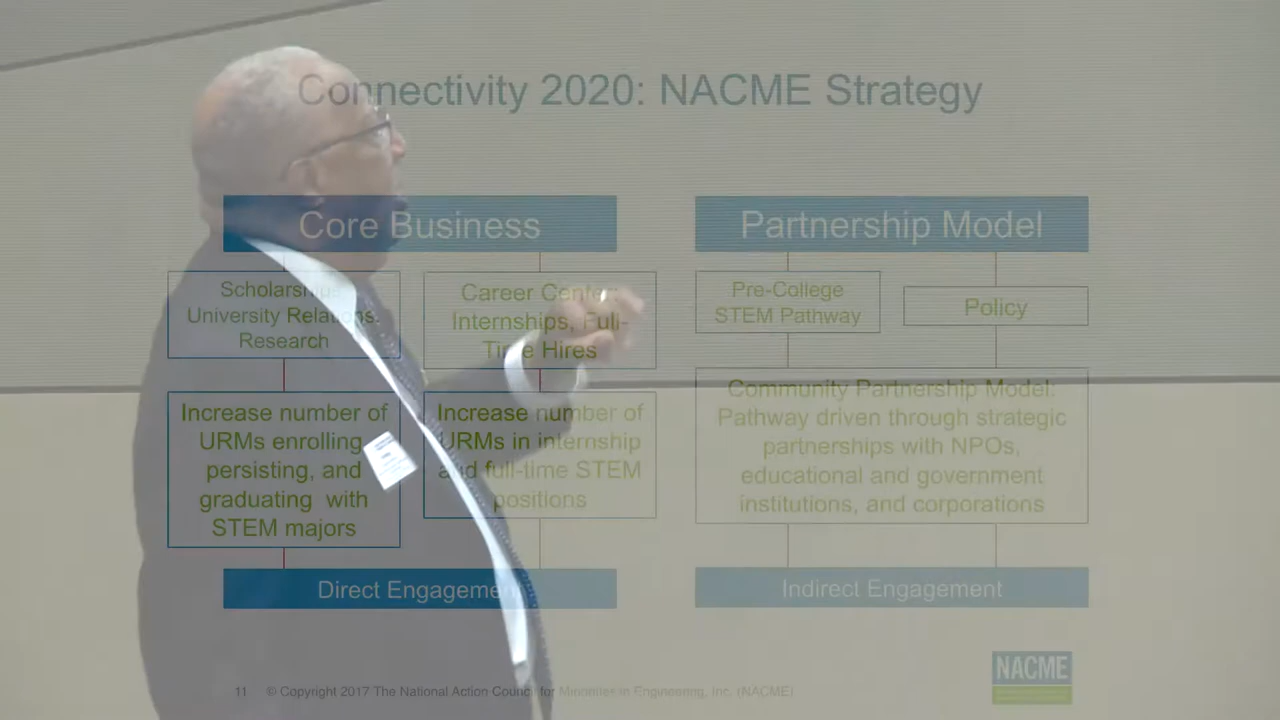 Connectivity 2020: NACME Strategy
Core Business
Partnership Model
Scholarships
University Relations
Research
Career Center,
Internships, Full-
Time Hires
Pre-College
STEM Pathway
Policy
Increase number of
URMs enrolling,
persisting, and
graduating with
STEM majors
Increase number of
URMs in internship
and full-time STEM
positions
Community Partnership Model:
Pathway driven through strategic
partnerships with NPOs,
educational and government
institutions, and corporations
Direct Engagement
Indirect Engagement
11 © Copyright 2017 The National Action Council for Minorities in Engineering, Inc. (NACME)
NACME